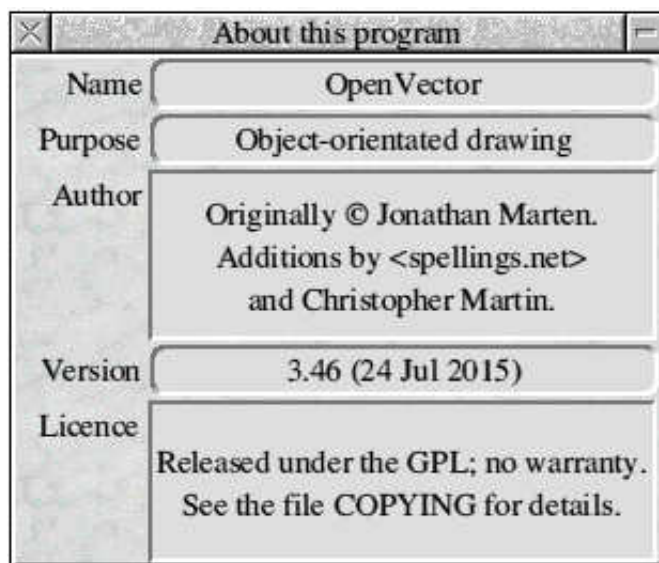 About this program
Name OpenVector
Purpose Object-orientated drawing
Author
Originally © Jonathan Marten.
Additions by <spellings.net>
and Christopher Martin.
Version 3.46 (24 Jul 2015)
Licence
Released under the GPL; no warranty.
See the file COPYING for details.